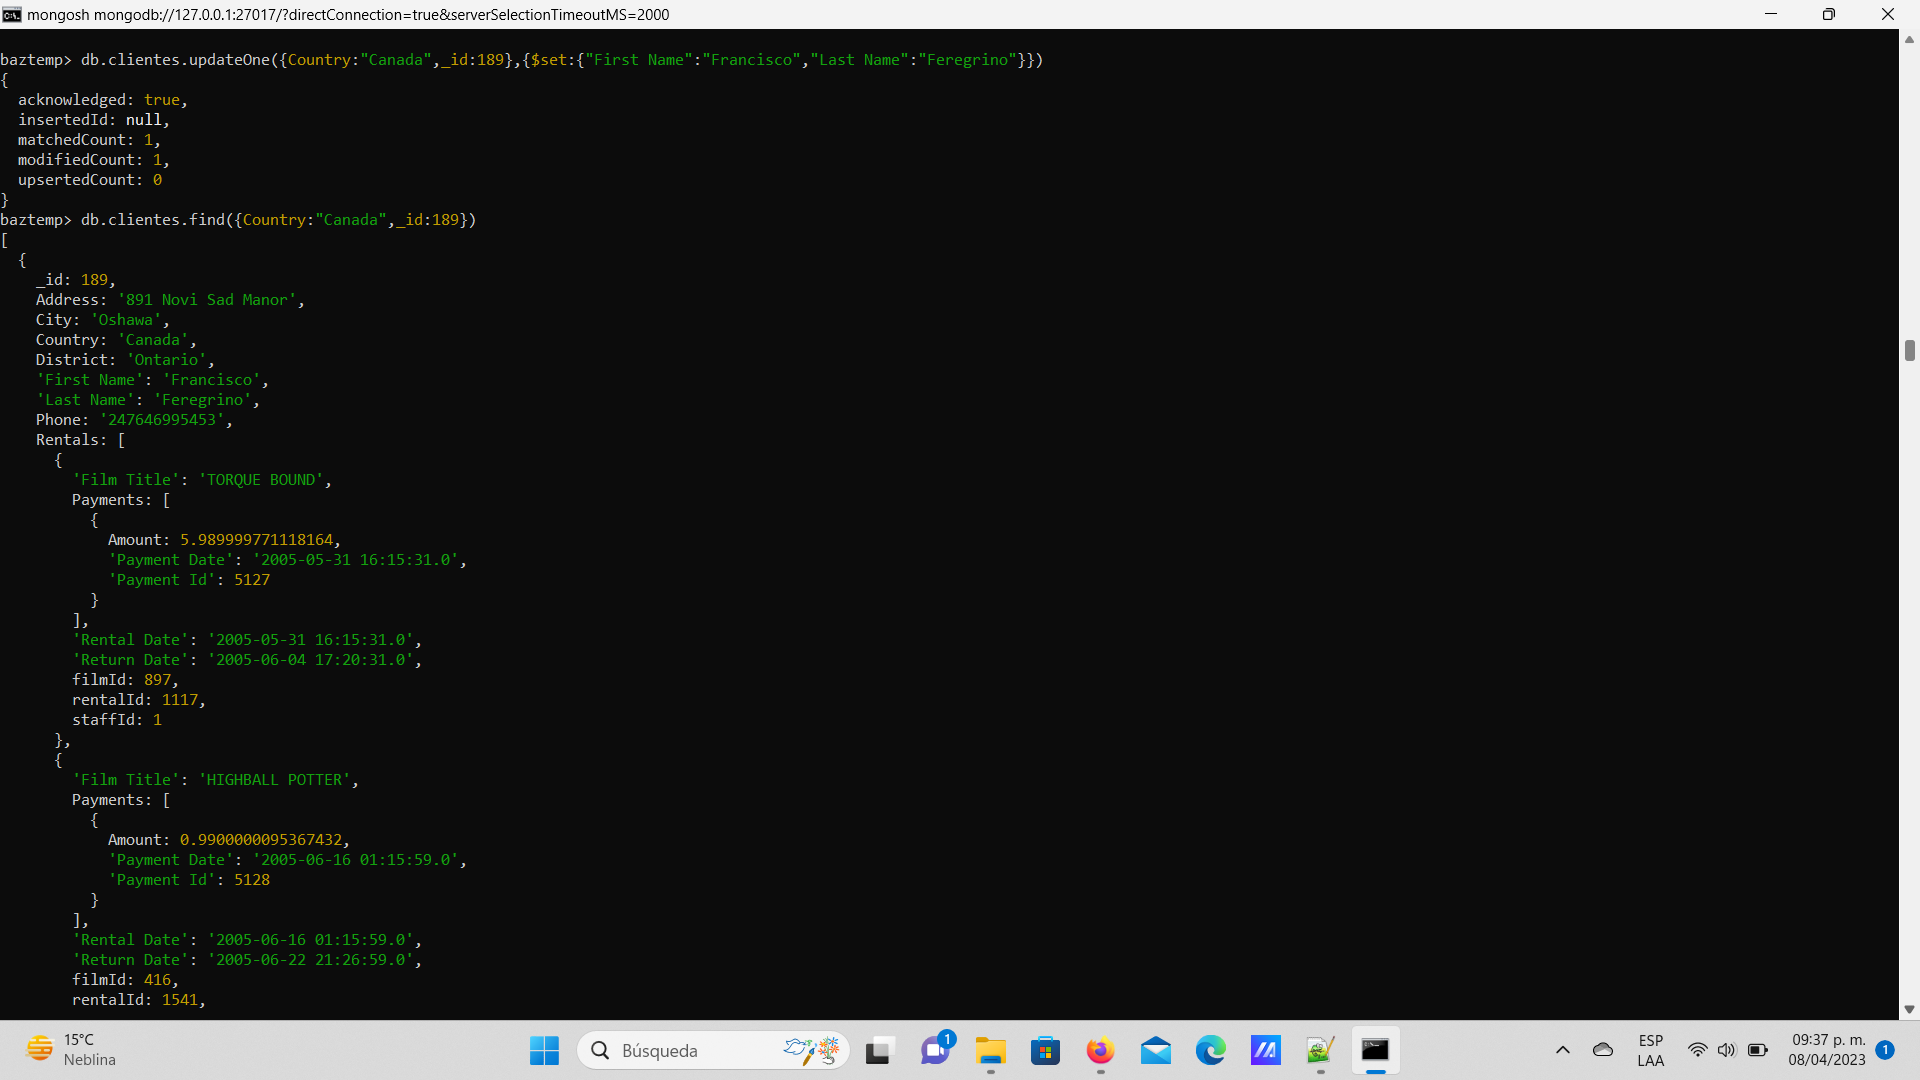 mongosh mongodb://127.0.0.1:27017/?directConnection=true&serverSelectionTimeoutMS=2000
baztemp> db.clientes.updateOne({Country:"Canada",_id:189},{$set:{"First Name":"Francisco","Last Name":"Feregrino"}})
{
  acknowledged: true,
  insertedId: null,
  matchedCount: 1,
  modifiedCount: 1,
  upsertedCount: 0
}
baztemp> db.clientes.find({Country:"Canada",_id:189})
[
  {
    _id: 189,
    Address: '891 Novi Sad Manor',
    City: 'Oshawa',
    Country: 'Canada',
    District: 'Ontario',
    'First Name': 'Francisco',
    'Last Name': 'Feregrino',
    Phone: '247646995453',
    Rentals: [
      {
        'Film Title': 'TORQUE BOUND',
        Payments: [
          {
            Amount: 5.989999771118164,
            'Payment Date': '2005-05-31 16:15:31.0',
            'Payment Id': 5127
          }
        ],
        'Rental Date': '2005-05-31 16:15:31.0',
        'Return Date': '2005-06-04 17:20:31.0',
        filmId: 897,
        rentalId: 1117,
        staffId: 1
      },
      {
        'Film Title': 'HIGHBALL POTTER',
        Payments: [
          {
            Amount: 0.9900000095367432,
            'Payment Date': '2005-06-16 01:15:59.0',
            'Payment Id': 5128
          }
        ],
        'Rental Date': '2005-06-16 01:15:59.0',
        'Return Date': '2005-06-22 21:26:59.0',
        filmId: 416,
        rentalId: 1541,
15°C
Neblina
Búsqueda
1
ESP
LAA
09:37 p. m.
08/04/2023
1